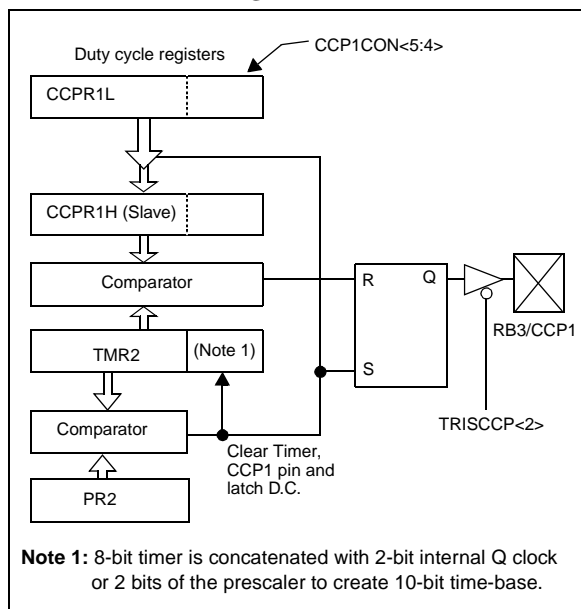 Duty cycle registers
CCP1CON<5:4>
CCPR1L
CCPR1H (Slave)
Comparator
R
Q
RB3/CCP1
TMR2
(Note 1)
S
TRISCCP<2>
Comparator
Clear Timer,
CCP1 pin and
latch D.C.
PR2
Note 1: 8-bit timer is concatenated with 2-bit internal Q clock
or 2 bits of the prescaler to create 10-bit time-base.